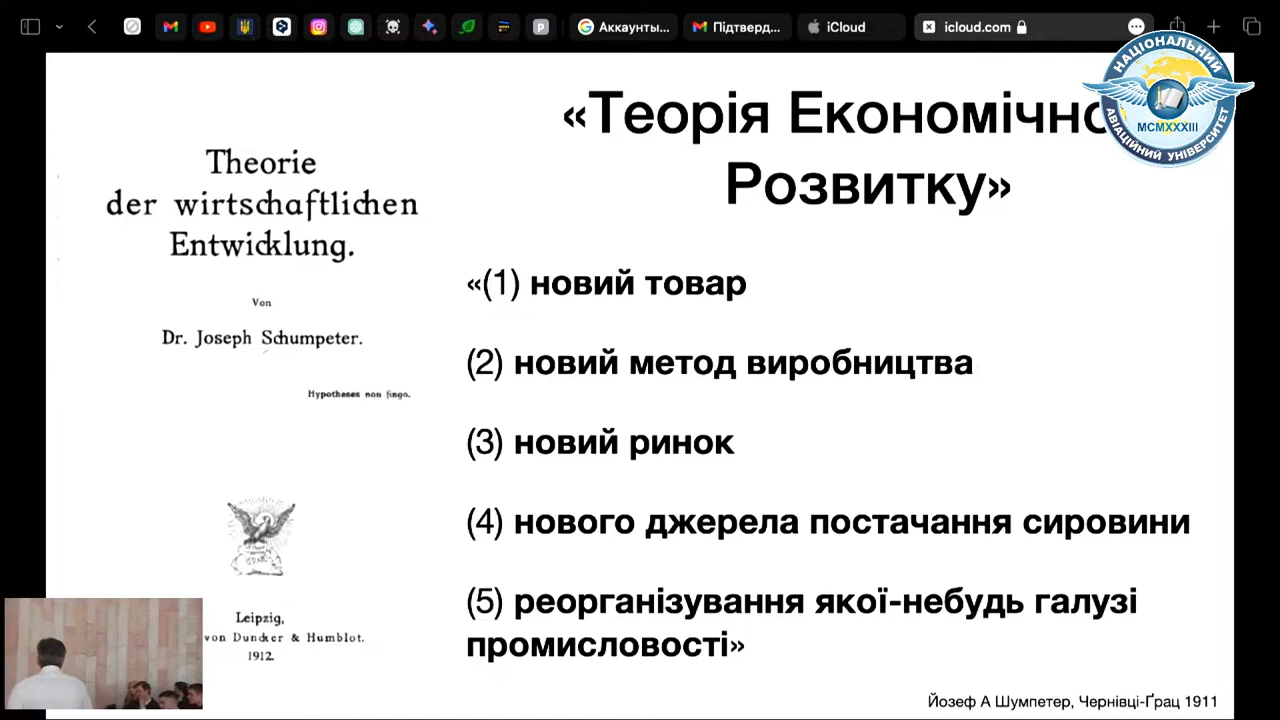 Аккаунты...
Підтверд...
iCloud
icloud.com
НАЦІОНАЛЬНИЙ
MCMXXXIII
АВІАЦІЙНИЙ УНІВЕРСИТЕТ
«Теорія Економічно
Розвитку»
Theorie
der wirtschaftlichen
Entwicklung.
Von
Dr. Joseph Schumpeter.
Hypotheses non fingo.
Leipzig,
von Duncker & Humblot.
1912.
«(1) новий товар
(2) новий метод виробництва
(3) новий ринок
(4) нового джерела постачання сировини
(5) реорганізування якої-небудь галузі
промисловості»
Йозеф А Шумпетер, Чернівці-Ґрац 1911